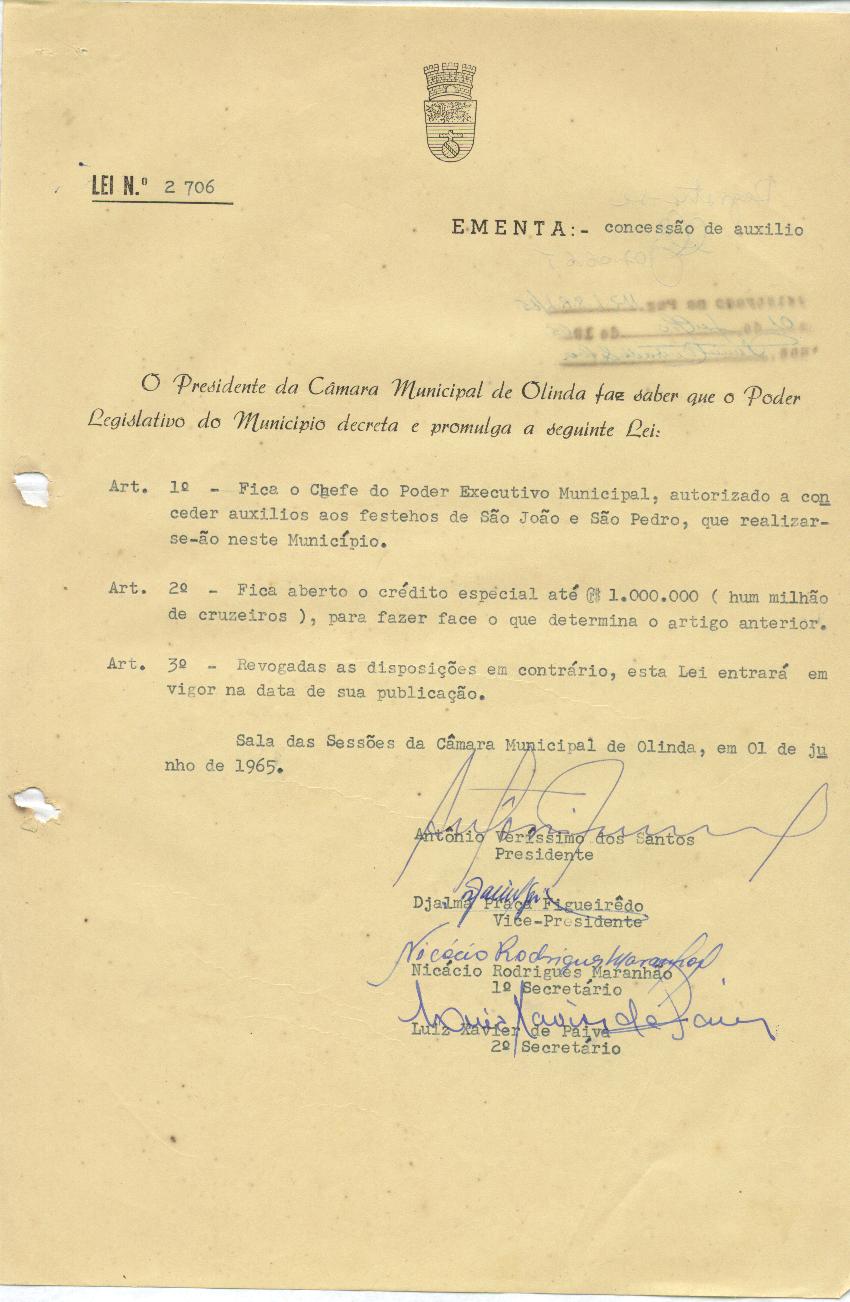 LEI N.º 2 706
EMENTA:- concessão de auxilio
O Presidente da Câmara Municipal de Olinda faz saber que o Poder
Legislativo do Município decreta e promulga a seguinte Lei:
Art. 1º - Fica o Chefe do Poder Executivo Municipal, autorizado a con
ceder auxilios aos festehos de São João e São Pedro, que realizar-
se-ão neste Município.
Art. 2º - Fica aberto o crédito especial até ₢$ 1.000.000 ( hum milhão
de cruzeiros ), para fazer face o que determina o artigo anterior.
Art. 3º - Revogadas as disposições em contrário, esta Lei entrará em
vigor na data de sua publicação.
Sala das Sessões da Câmara Municipal de Olinda, em 01 de ju
nho de 1965.
Antônio Veríssimo dos Santos
Presidente
Djalma Praça Figueirêdo
Vice-Presidente
Nicácio Rodrigues Maranhão
Nicácio Rodrigues Maranhão
1º Secretário
Luiz Xavier de Paiva
Luiz Xavier de Paiva
2º Secretário